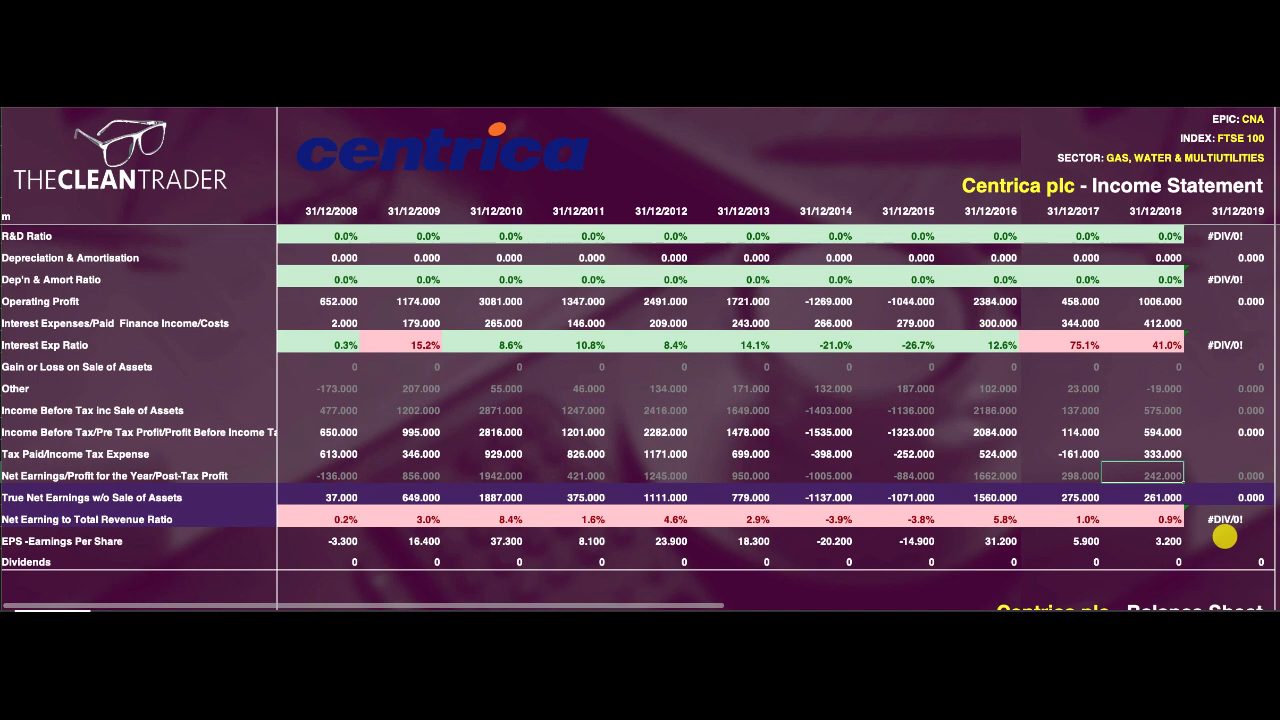 EPIC: CNA
INDEX: FTSE 100
SECTOR: GAS, WATER & MULTIUTILITIES
THECLEANTRADER
centrica
Centrica plc - Income Statement
m 31/12/2008 31/12/2009 31/12/2010 31/12/2011 31/12/2012 31/12/2013 31/12/2014 31/12/2015 31/12/2016 31/12/2017 31/12/2018 31/12/2019
R&D Ratio 0.0% 0.0% 0.0% 0.0% 0.0% 0.0% 0.0% 0.0% 0.0% 0.0% 0.0% #DIV/0!
Depreciation & Amortisation 0.000 0.000 0.000 0.000 0.000 0.000 0.000 0.000 0.000 0.000 0.000 0.000
Dep'n & Amort Ratio 0.0% 0.0% 0.0% 0.0% 0.0% 0.0% 0.0% 0.0% 0.0% 0.0% 0.0% #DIV/0!
Operating Profit 652.000 1174.000 3081.000 1347.000 2491.000 1721.000 -1269.000 -1044.000 2384.000 458.000 1006.000 0.000
Interest Expenses/Paid Finance Income/Costs 2.000 179.000 265.000 146.000 209.000 243.000 266.000 279.000 300.000 344.000 412.000
Interest Exp Ratio 0.3% 15.2% 8.6% 10.8% 8.4% 14.1% -21.0% -26.7% 12.6% 75.1% 41.0% #DIV/0!
Gain or Loss on Sale of Assets 0 0 0 0 0 0 0 0 0 0 0 0
Other -173.000 207.000 55.000 46.000 134.000 171.000 132.000 187.000 102.000 23.000 -19.000 0.000
Income Before Tax inc Sale of Assets 477.000 1202.000 2871.000 1247.000 2416.000 1649.000 -1403.000 -1136.000 2186.000 137.000 575.000 0.000
Income Before Tax/Pre Tax Profit/Profit Before Income Ta 650.000 995.000 2816.000 1201.000 2282.000 1478.000 -1535.000 -1323.000 2084.000 114.000 594.000 0.000
Tax Paid/Income Tax Expense 613.000 346.000 929.000 826.000 1171.000 699.000 -398.000 -252.000 524.000 -161.000 333.000
Net Earnings/Profit for the Year/Post-Tax Profit -136.000 856.000 1942.000 421.000 1245.000 950.000 -1005.000 -884.000 1662.000 298.000 242.000 0.000
True Net Earnings w/o Sale of Assets 37.000 649.000 1887.000 375.000 1111.000 779.000 -1137.000 -1071.000 1560.000 275.000 261.000 0.000
Net Earning to Total Revenue Ratio 0.2% 3.0% 8.4% 1.6% 4.6% 2.9% -3.9% -3.8% 5.8% 1.0% 0.9% #DIV/0!
EPS -Earnings Per Share -3.300 16.400 37.300 8.100 23.900 18.300 -20.200 -14.900 31.200 5.900 3.200 0.000
Dividends 0 0 0 0 0 0 0 0 0 0 0 0
Centrica plc - Balance Sheet